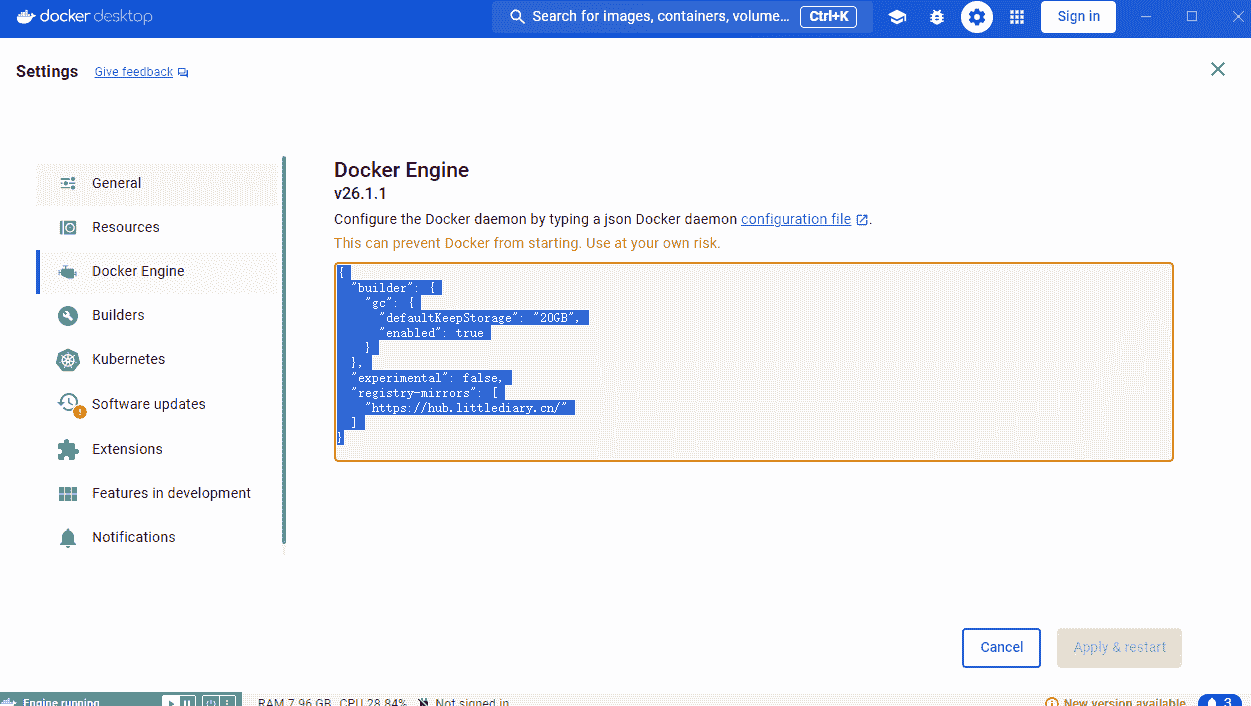 docker desktop
Search for images, containers, volume... Ctrl+K
Sign in
Settings Give feedback
General
Resources
Docker Engine
Builders
Kubernetes
Software updates
Extensions
Features in development
Notifications
Docker Engine
v26.1.1
Configure the Docker daemon by typing a json Docker daemon configuration file.
This can prevent Docker from starting. Use at your own risk.
{
"builder": {
"gc": {
"defaultKeepStorage": "20GB",
"enabled": true
}
},
"experimental": false,
"registry-mirrors": [
"https://hub.littlediary.cn/"
]
}
Cancel Apply & restart
Engine running RAM 7.96 GB CPU 28.84% Not signed in New version available 3